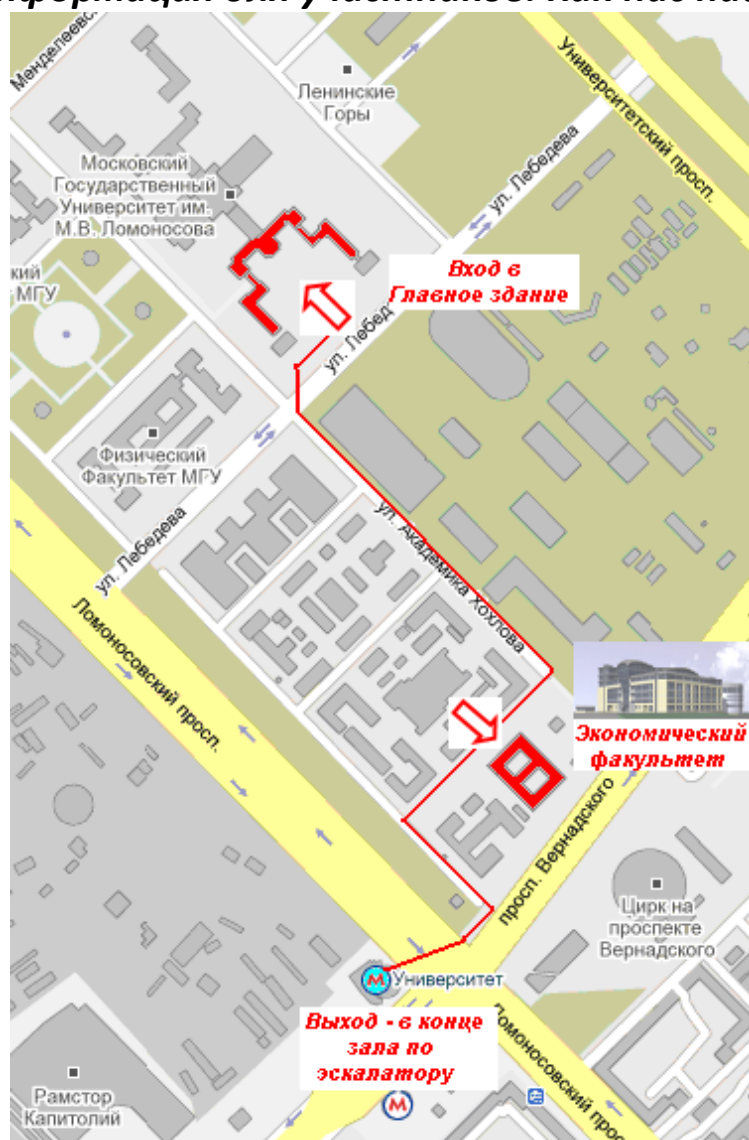 Менделеевс
Ленинские
Горы
Университетский просп.
Московский
Государственный
Университет им.
М.В. Ломоносова
ул. Лебедева
кий
МГУ
Вход в
Главное здание
ул. Лебед
Физический
Факультет МГУ
ул. Академика Хохлова
ул. Лебедева
Ломоносовский просп.
Экономический
факультет
просп. Вернадского
Цирк на
проспекте
Вернадского
М Университет
Выход - в конце
зала по
эскалатору
Ломоносовский прос
Рамстор
Капитолий
М